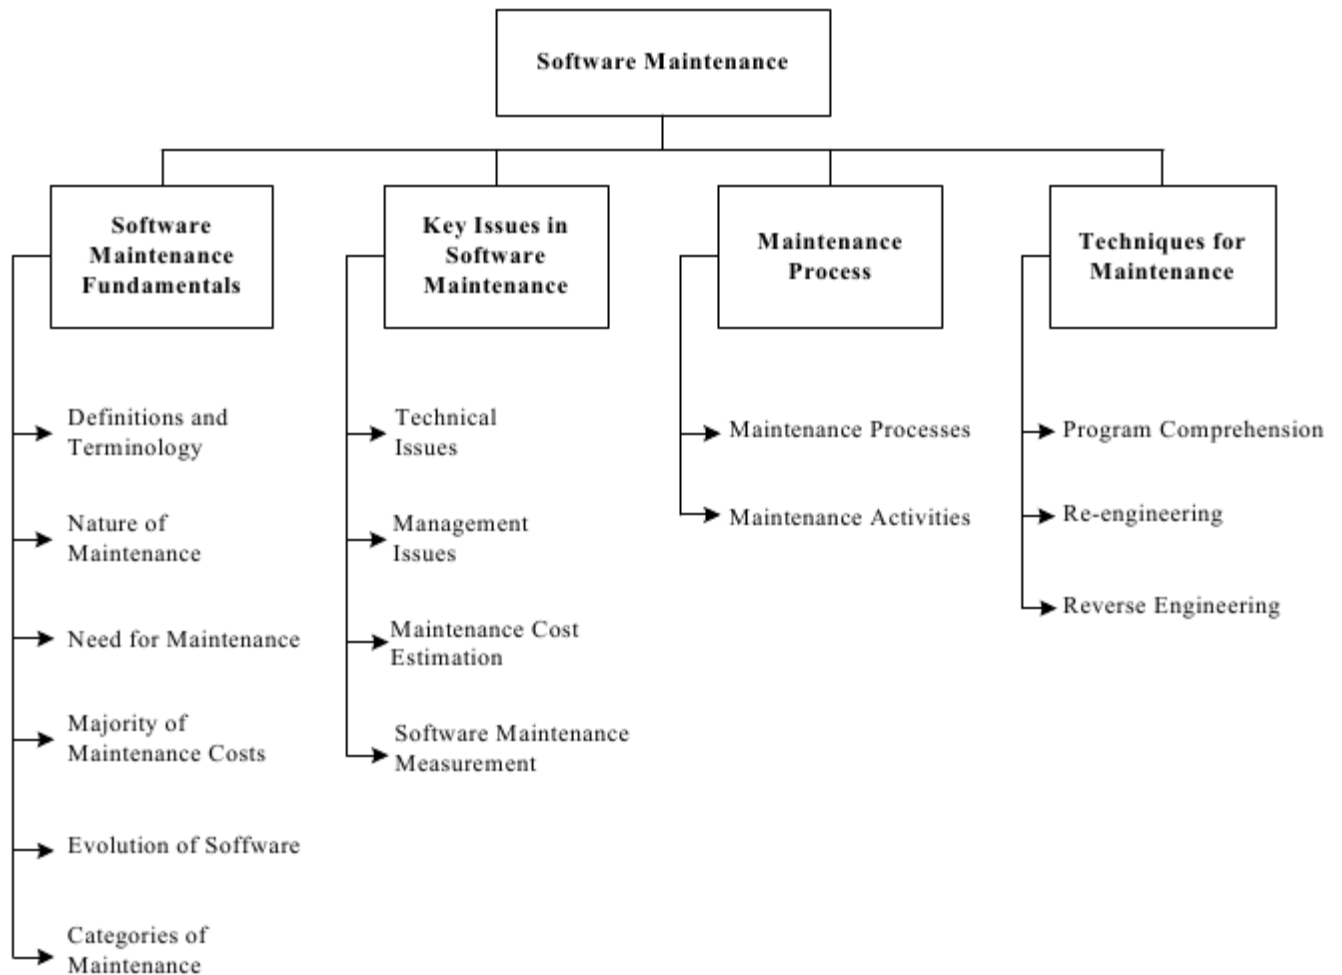 Software Maintenance
Software
Maintenance
Fundamentals
Definitions and
Terminology
Nature of
Maintenance
Need for Maintenance
Majority of
Maintenance Costs
Evolution of Soffware
Categories of
Maintenance
Key Issues in
Software
Maintenance
Technical
Issues
Management
Issues
Maintenance Cost
Estimation
Software Maintenance
Measurement
Maintenance
Process
Maintenance Processes
Maintenance Activities
Techniques for
Maintenance
Program Comprehension
Re-engineering
Reverse Engineering